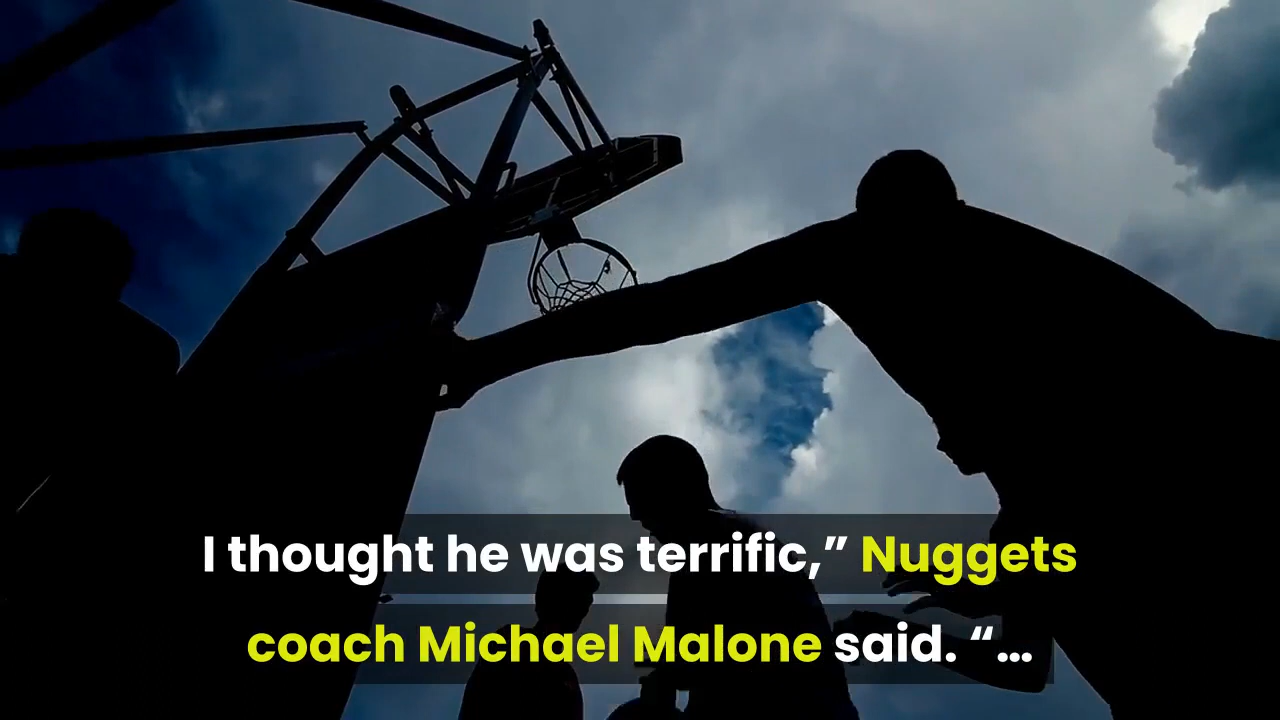 I thought he was terrific,” Nuggets
coach Michael Malone said. “...